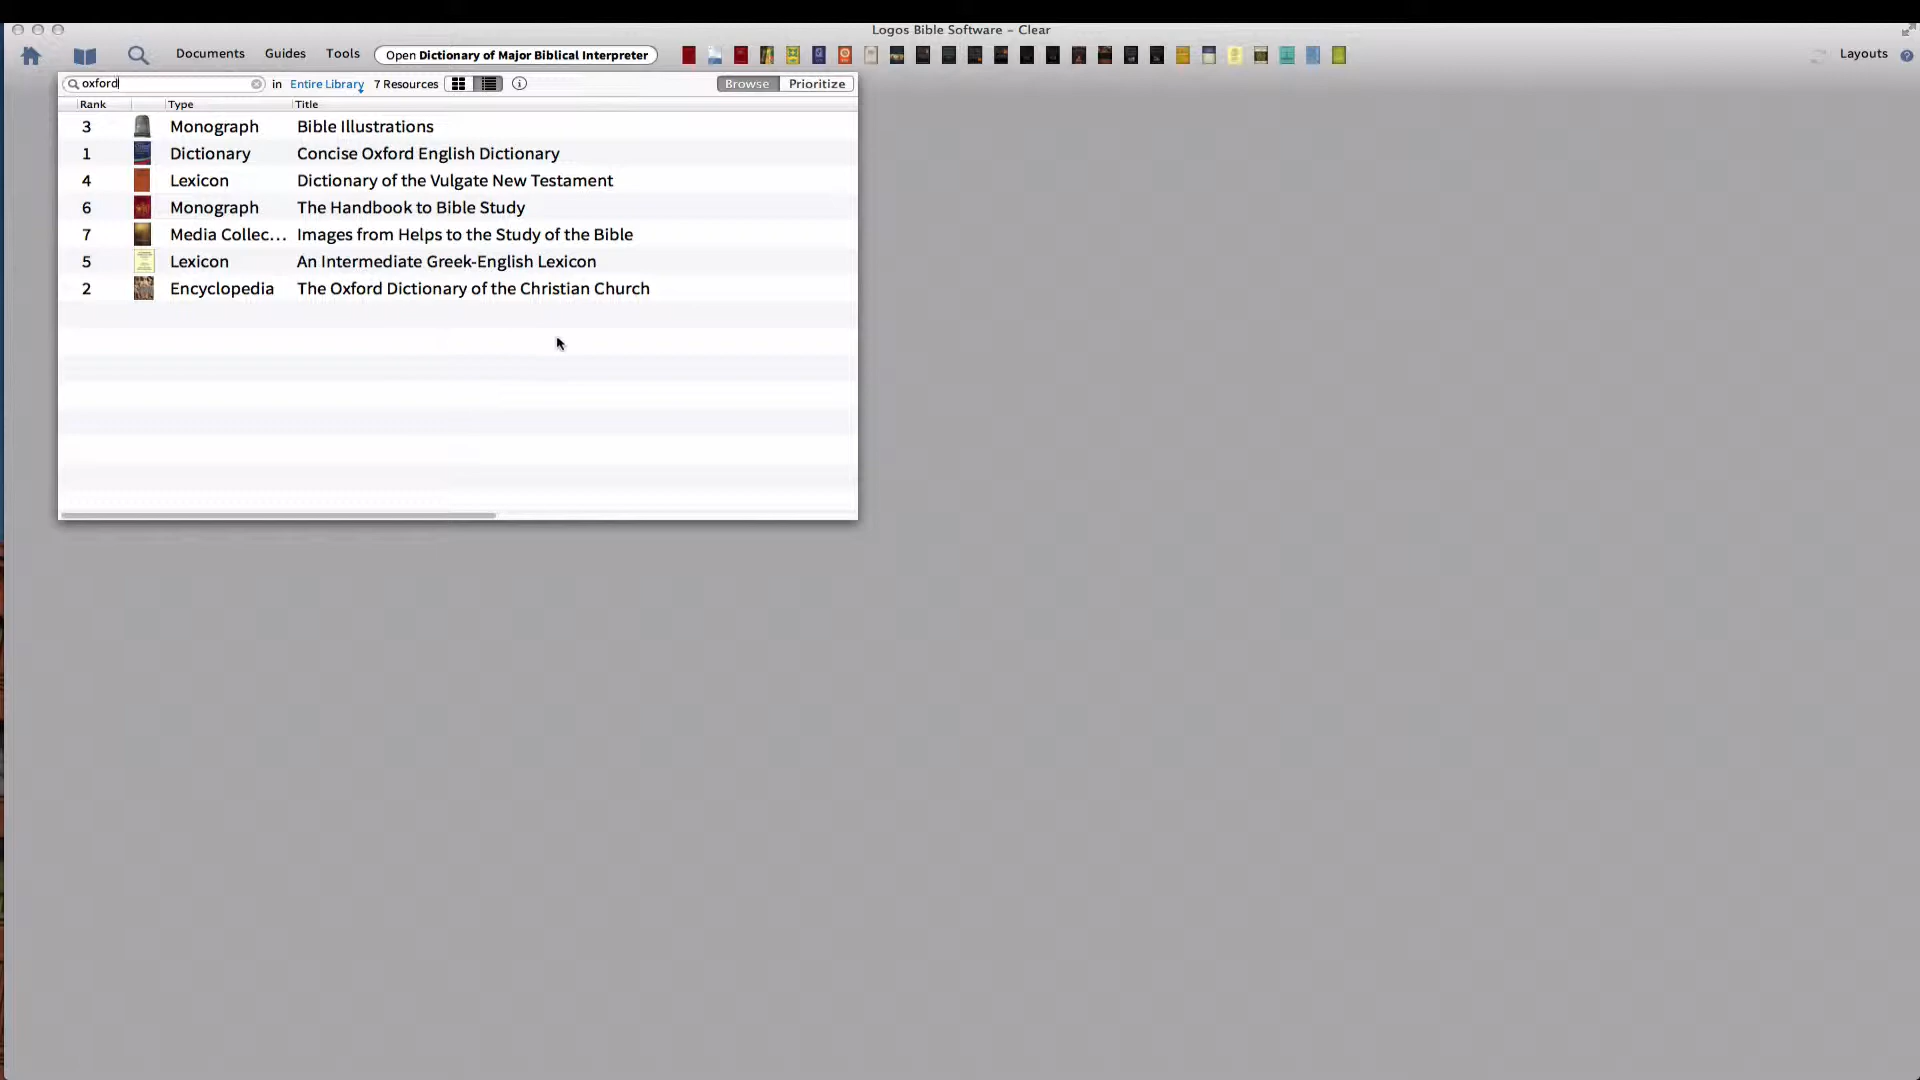 Logos Bible Software – Clear
Documents Guides Tools Open Dictionary of Major Biblical Interpreter Layouts
oxford in Entire Library 7 Resources Browse Prioritize
Rank Type Title
3 Monograph Bible Illustrations
1 Dictionary Concise Oxford English Dictionary
4 Lexicon Dictionary of the Vulgate New Testament
6 Monograph The Handbook to Bible Study
7 Media Collec... Images from Helps to the Study of the Bible
5 Lexicon An Intermediate Greek-English Lexicon
2 Encyclopedia The Oxford Dictionary of the Christian Church